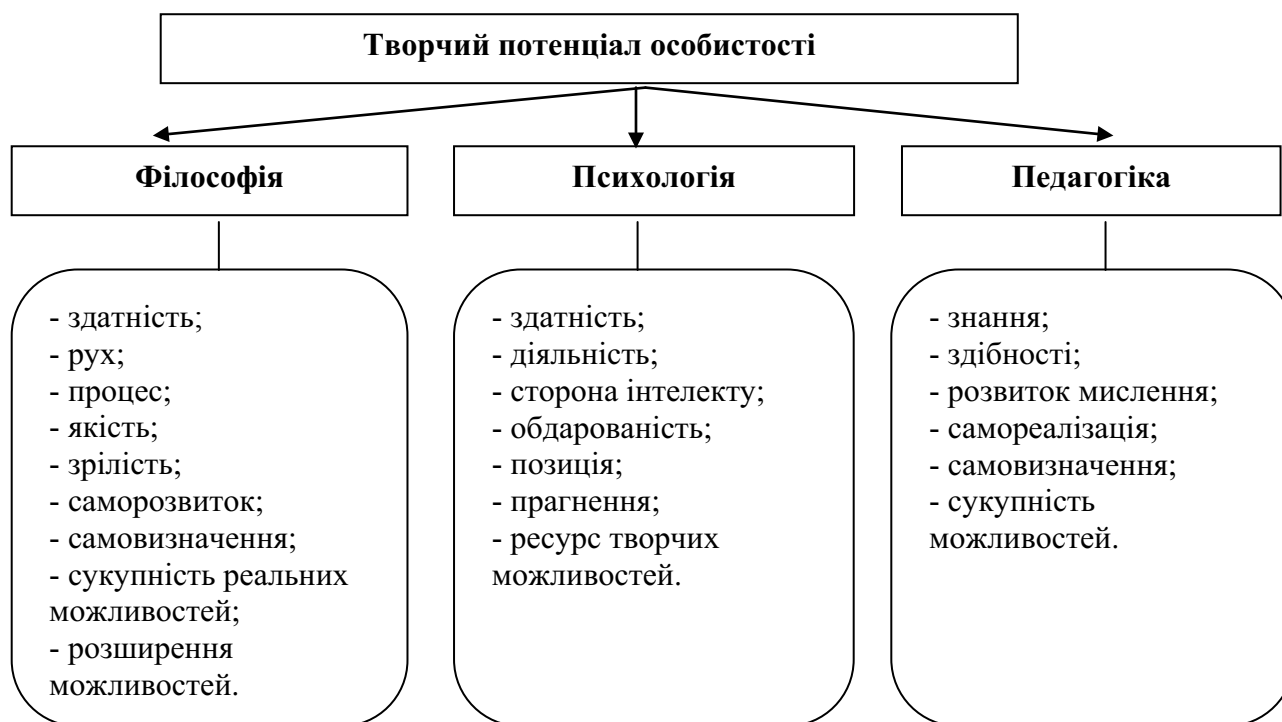 Творчий потенціал особистості
Філософія
Психологія
Педагогіка
- здатність;
- рух;
- процес;
- якість;
- зрілість;
- саморозвиток;
- самовизначення;
- сукупність реальних
можливостей;
- розширення
можливостей.
- здатність;
- діяльність;
- сторона інтелекту;
- обдарованість;
- позиція;
- прагнення;
- ресурс творчих
можливостей.
- знання;
- здібності;
- розвиток мислення;
- самореалізація;
- самовизначення;
- сукупність
можливостей.